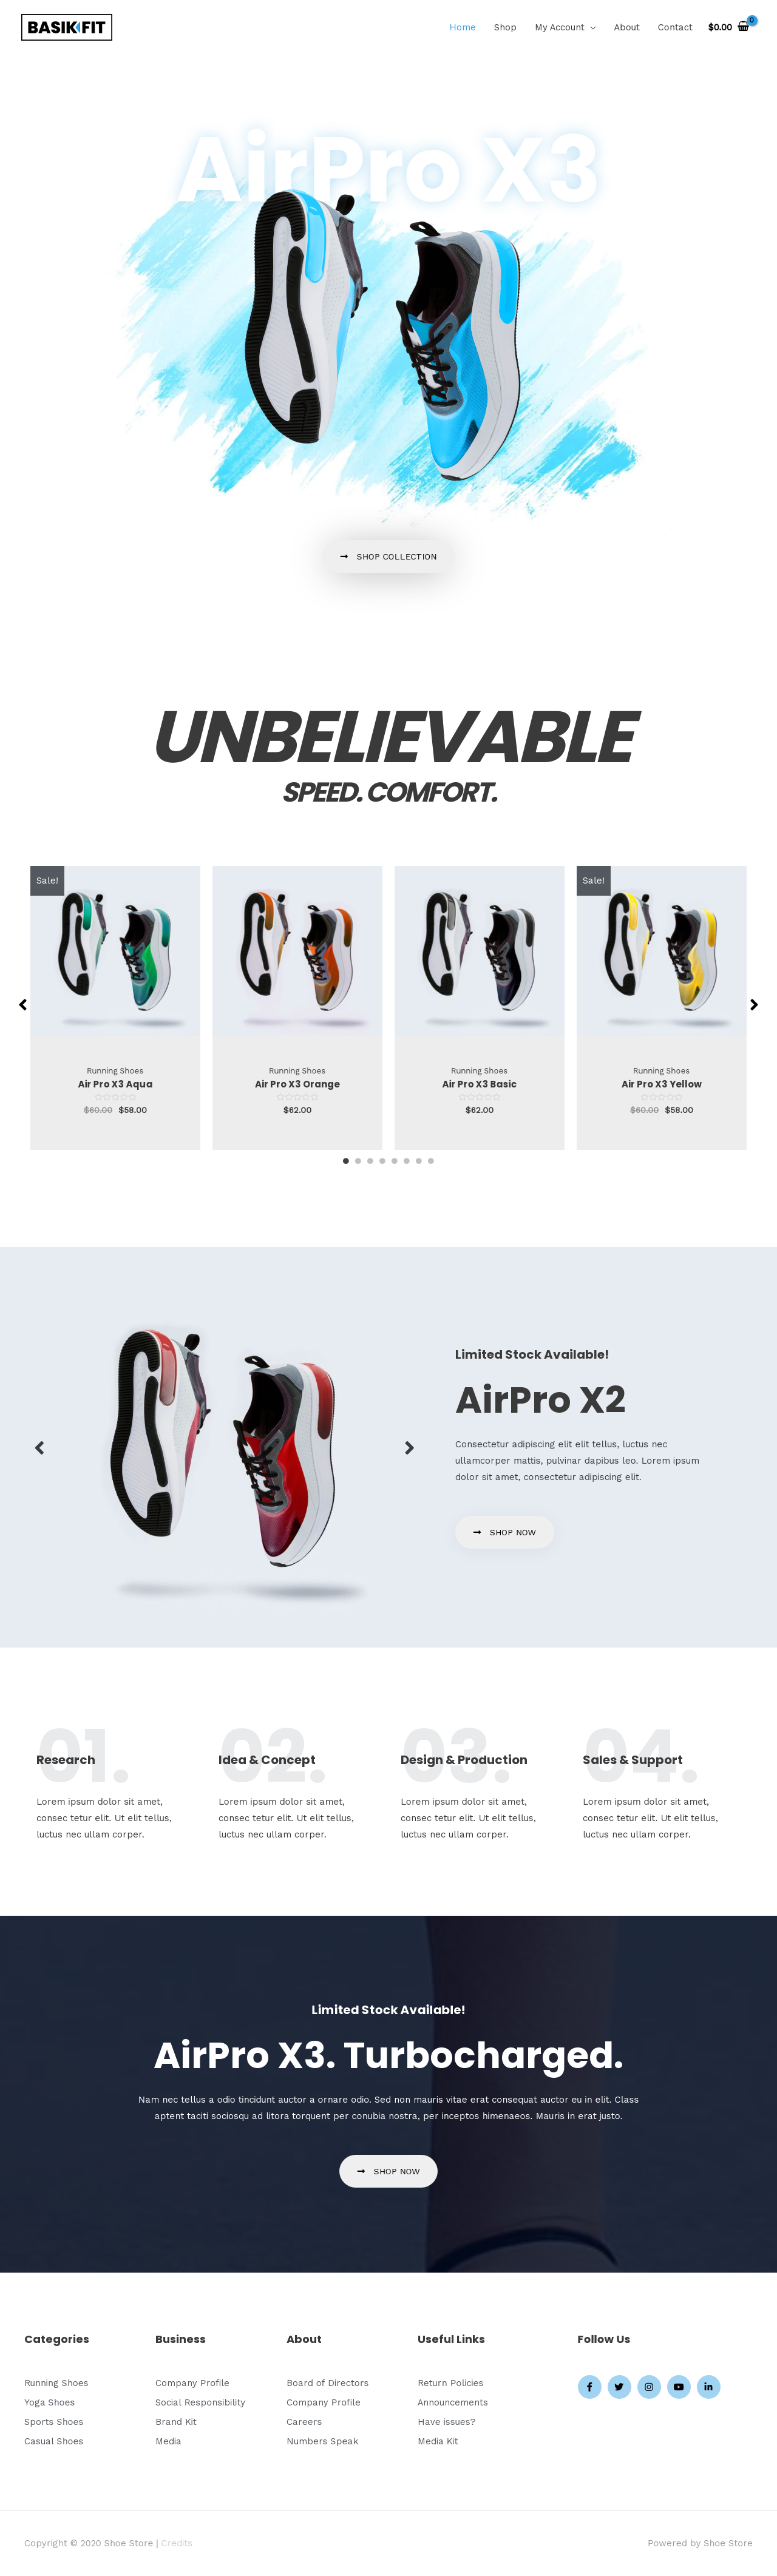 BASIK FIT
Home
Shop
My Account
About
Contact
$0.00
0
AirPro X3
SHOP COLLECTION
UNBELIEVABLE
SPEED. COMFORT.
Sale!
Running Shoes
Air Pro X3 Aqua
$60.00 $58.00
Running Shoes
Air Pro X3 Orange
$62.00
Running Shoes
Air Pro X3 Basic
$62.00
Sale!
Running Shoes
Air Pro X3 Yellow
$60.00 $58.00
Limited Stock Available!
AirPro X2
Consectetur adipiscing elit elit tellus, luctus nec
ullamcorper mattis, pulvinar dapibus leo. Lorem ipsum
dolor sit amet, consectetur adipiscing elit.
SHOP NOW
01.
Research
Lorem ipsum dolor sit amet,
consec tetur elit. Ut elit tellus,
luctus nec ullam corper.
02.
Idea & Concept
Lorem ipsum dolor sit amet,
consec tetur elit. Ut elit tellus,
luctus nec ullam corper.
03.
Design & Production
Lorem ipsum dolor sit amet,
consec tetur elit. Ut elit tellus,
luctus nec ullam corper.
04.
Sales & Support
Lorem ipsum dolor sit amet,
consec tetur elit. Ut elit tellus,
luctus nec ullam corper.
Limited Stock Available!
AirPro X3. Turbocharged.
Nam nec tellus a odio tincidunt auctor a ornare odio. Sed non mauris vitae erat consequat auctor eu in elit. Class
aptent taciti sociosqu ad litora torquent per conubia nostra, per inceptos himenaeos. Mauris in erat justo.
SHOP NOW
Categories
Running Shoes
Yoga Shoes
Sports Shoes
Casual Shoes
Business
Company Profile
Social Responsibility
Brand Kit
Media
About
Board of Directors
Company Profile
Careers
Numbers Speak
Useful Links
Return Policies
Announcements
Have issues?
Media Kit
Follow Us
Copyright © 2020 Shoe Store | Credits
Powered by Shoe Store